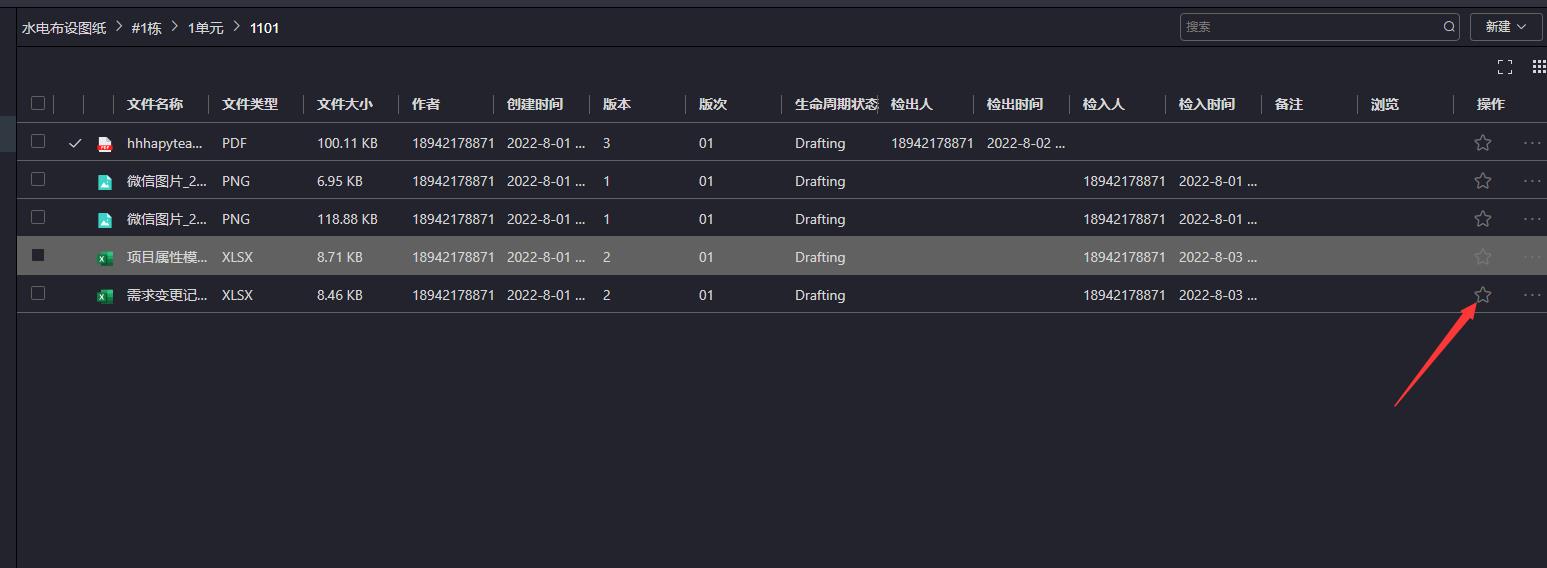 水电布设图纸 > #1栋 > 1单元 > 1101 搜索 新建
文件名称 文件类型 文件大小 作者 创建时间 版本 版次 生命周期状态 检出人 检出时间 检入人 检入时间 备注 浏览 操作
hhhapytea... PDF 100.11 KB 18942178871 2022-8-01 ... 3 01 Drafting 18942178871 2022-8-02 ...
微信图片_2... PNG 6.95 KB 18942178871 2022-8-01 ... 1 01 Drafting 18942178871 2022-8-01 ...
微信图片_2... PNG 118.88 KB 18942178871 2022-8-01 ... 1 01 Drafting 18942178871 2022-8-01 ...
项目属性模... XLSX 8.71 KB 18942178871 2022-8-01 ... 2 01 Drafting 18942178871 2022-8-03 ...
需求变更记... XLSX 8.46 KB 18942178871 2022-8-01 ... 2 01 Drafting 18942178871 2022-8-03 ...